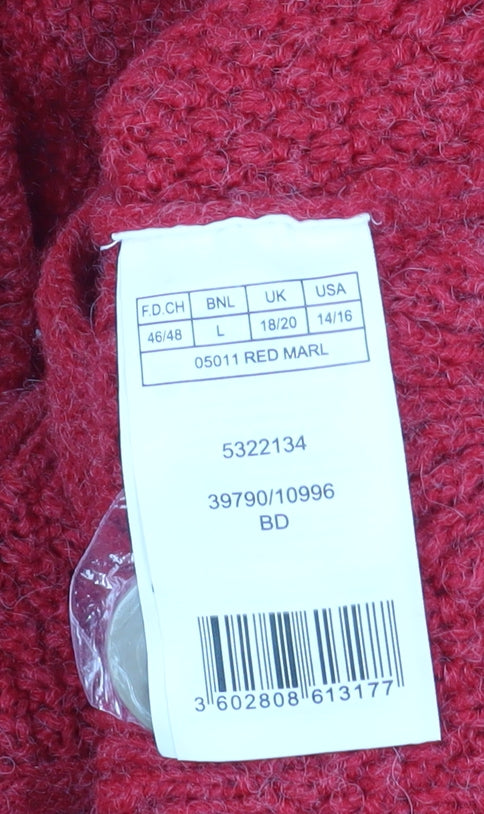 F.D.CH BNL UK USA
46/48 L 18/20 14/16
05011 RED MARL
5322134
39790/10996
BD
3 602808 613177